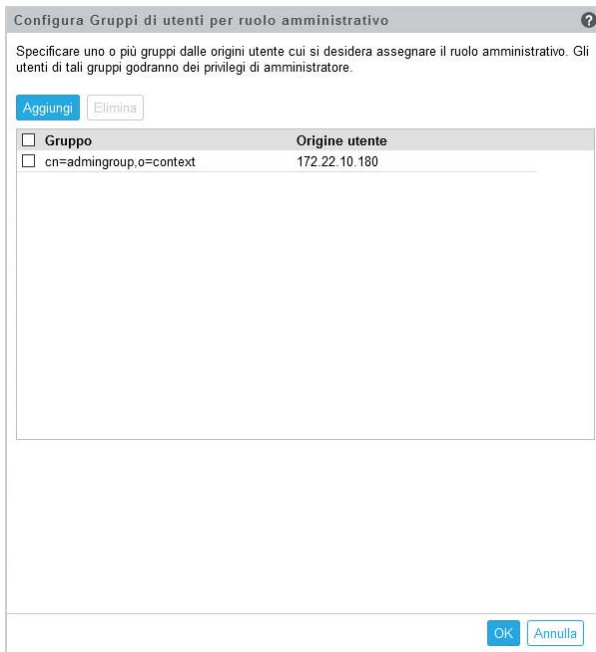 Configura Gruppi di utenti per ruolo amministrativo ?
Specificare uno o più gruppi dalle origini utente cui si desidera assegnare il ruolo amministrativo. Gli
utenti di tali gruppi godranno dei privilegi di amministratore.
Aggiungi Elimina
Gruppo Origine utente
cn=admingroup,o=context 172.22.10.180
OK Annulla